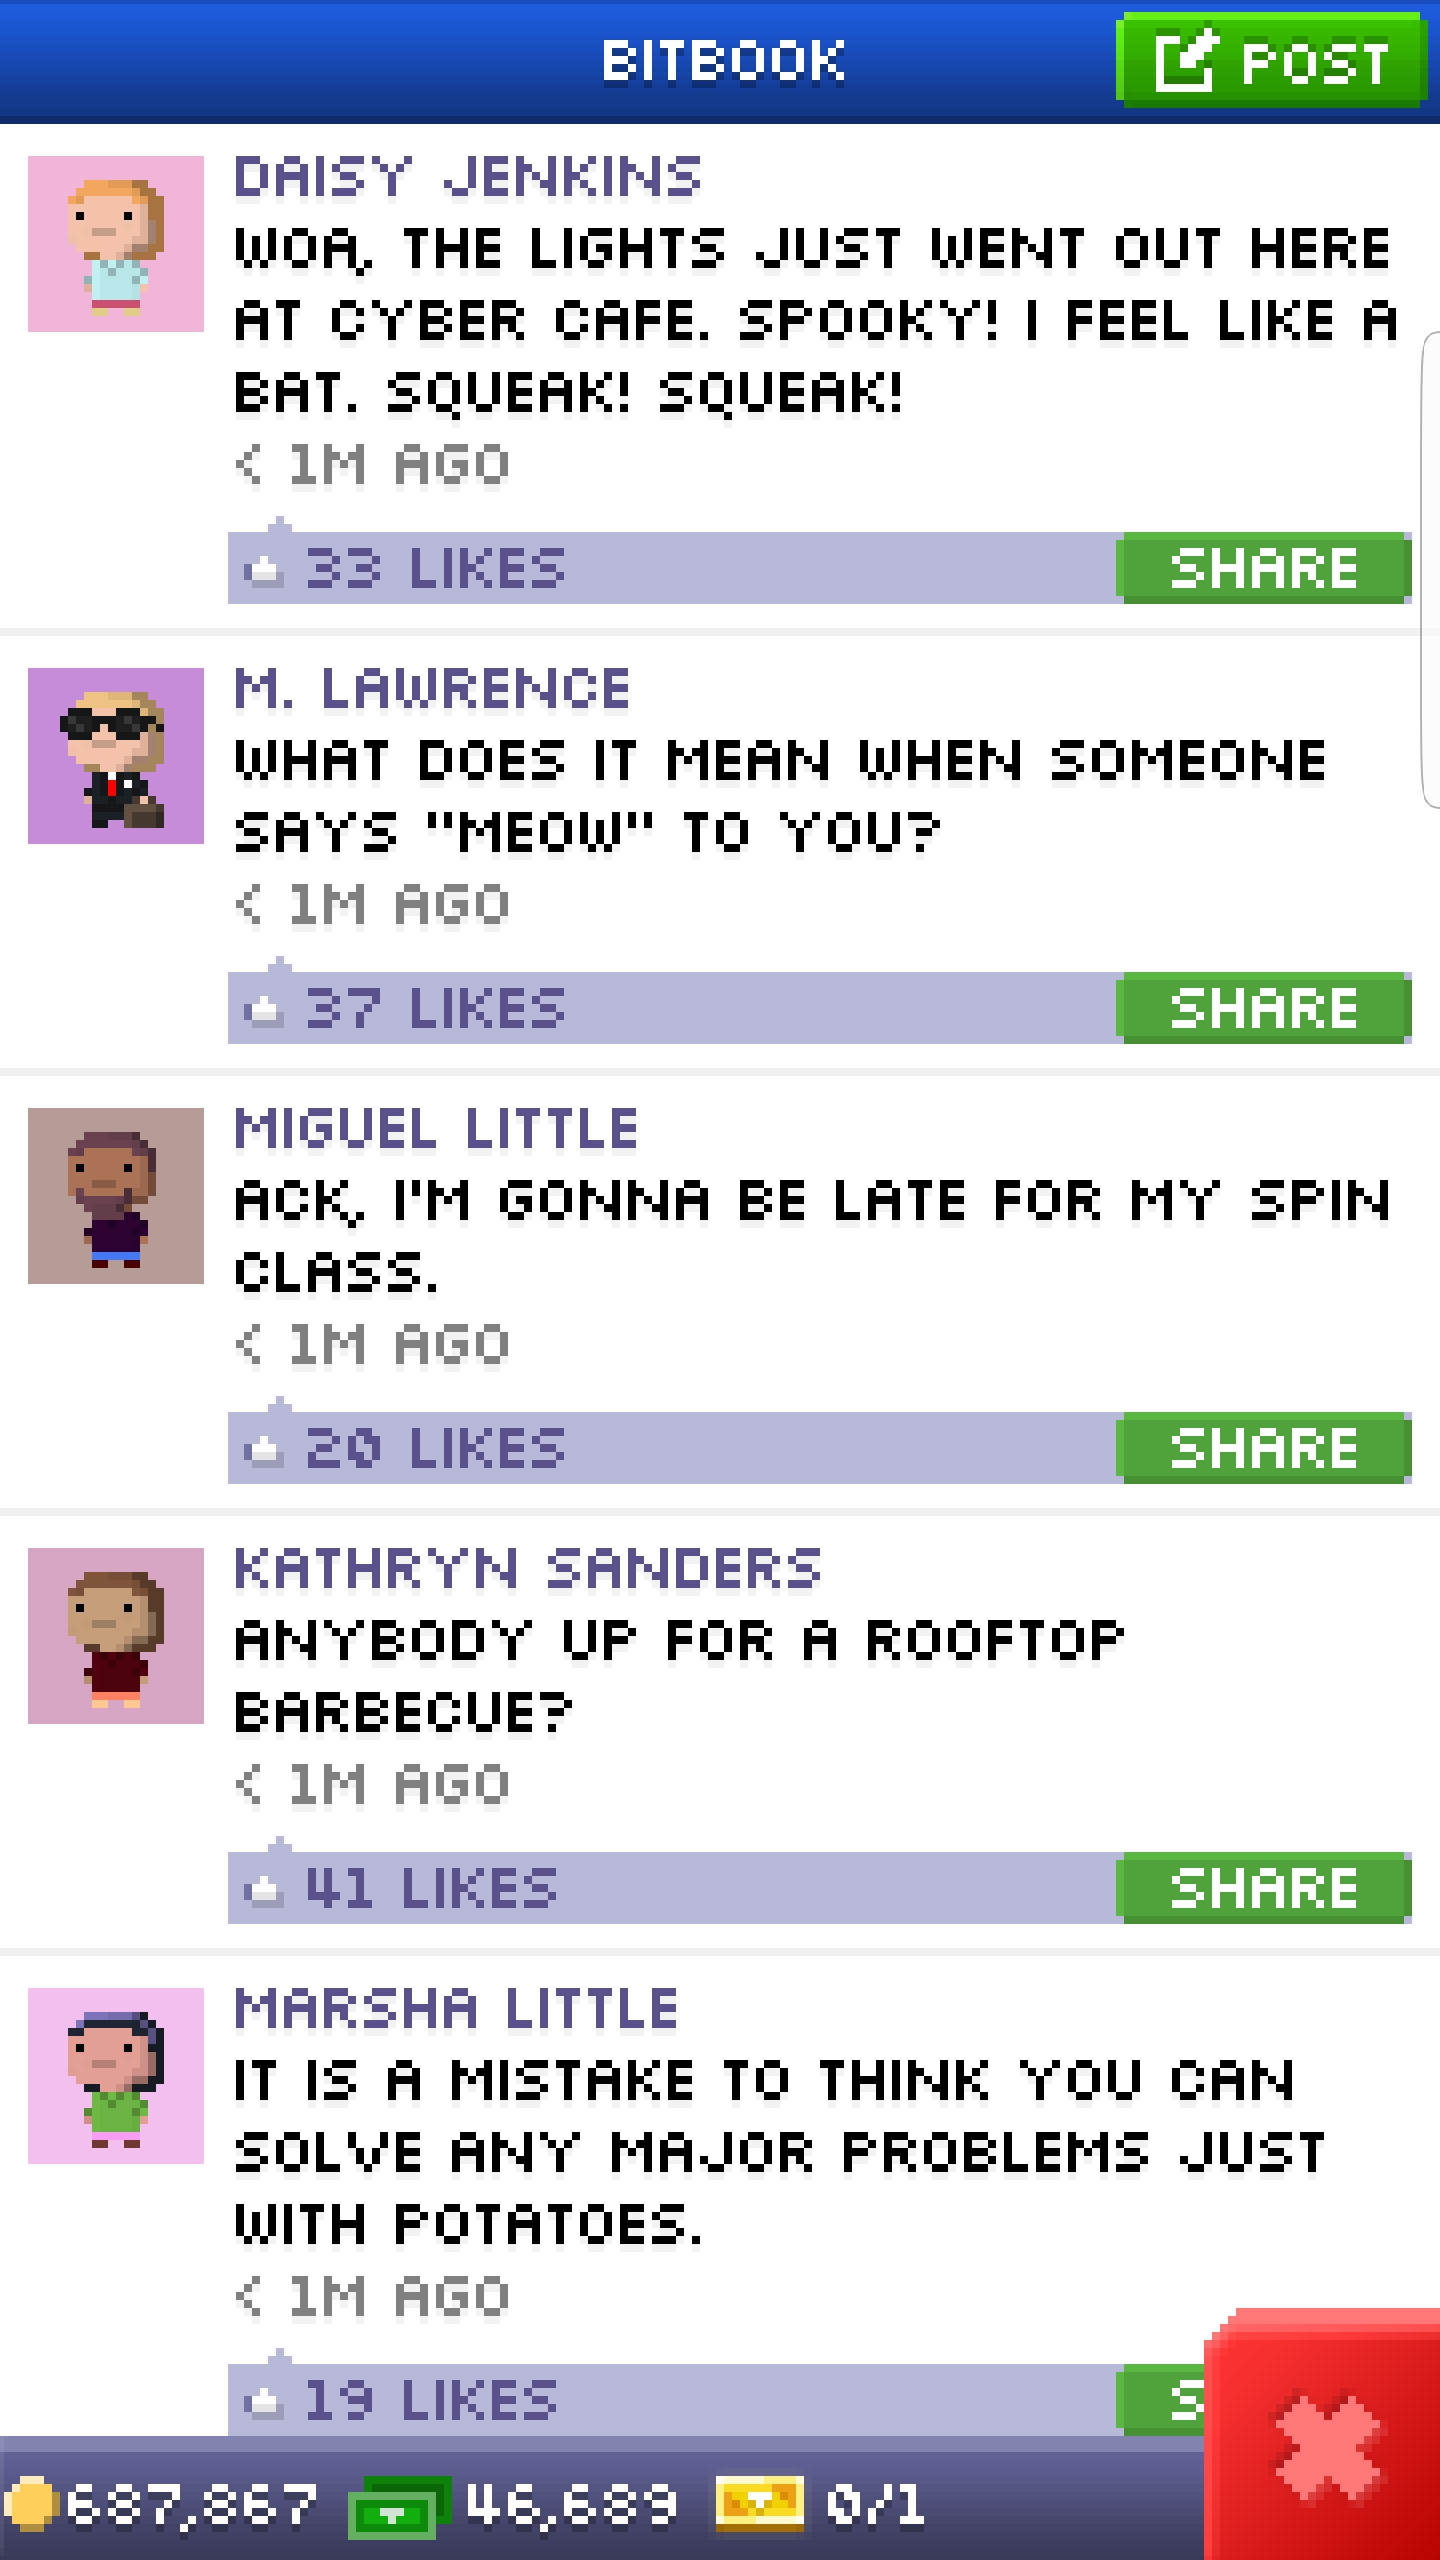 BITBOOK
POST
DAISY JENKINS
WOA, THE LIGHTS JUST WENT OUT HERE
AT CYBER CAFE. SPOOKY! I FEEL LIKE A
BAT. SQUEAK! SQUEAK!
< 1M AGO
33 LIKES
SHARE
M. LAWRENCE
WHAT DOES IT MEAN WHEN SOMEONE
SAYS "MEOW" TO YOU?
< 1M AGO
37 LIKES
SHARE
MIGUEL LITTLE
ACK, I'M GONNA BE LATE FOR MY SPIN
CLASS.
< 1M AGO
20 LIKES
SHARE
KATHRYN SANDERS
ANYBODY UP FOR A ROOFTOP
BARBECUE?
< 1M AGO
41 LIKES
SHARE
MARSHA LITTLE
IT IS A MISTAKE TO THINK YOU CAN
SOLVE ANY MAJOR PROBLEMS JUST
WITH POTATOES.
< 1M AGO
19 LIKES
S
687,867
46,689
0/1